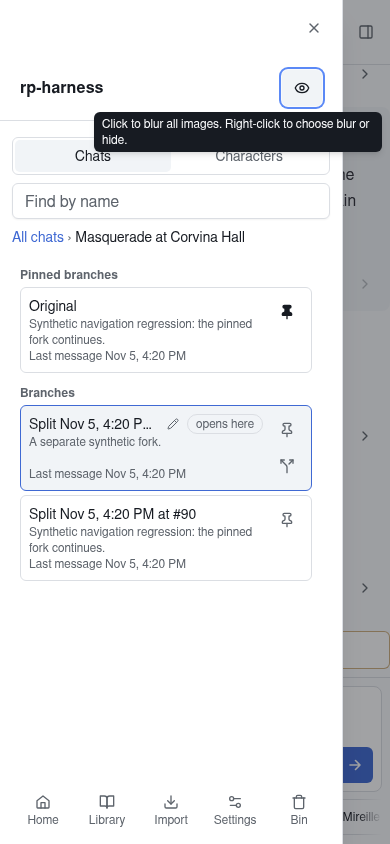 rp-harness
Click to blur all images. Right-click to choose blur or
hide.
Chats
Characters
ne
in
Find by name
All chats › Masquerade at Corvina Hall
Pinned branches
Original
Synthetic navigation regression: the pinned
fork continues.
Last message Nov 5, 4:20 PM
Branches
Split Nov 5, 4:20 P... opens here
A separate synthetic fork.
Last message Nov 5, 4:20 PM
Split Nov 5, 4:20 PM at #90
Synthetic navigation regression: the pinned
fork continues.
Last message Nov 5, 4:20 PM
Mireille
Home
Library
Import
Settings
Bin